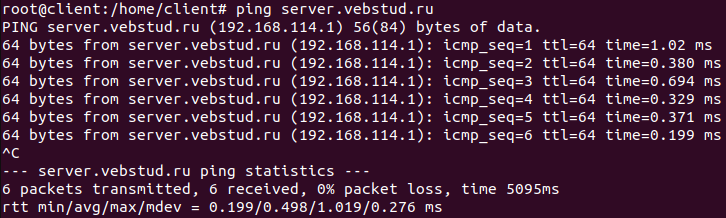 root@client:/home/client# ping server.vebstud.ru
PING server.vebstud.ru (192.168.114.1) 56(84) bytes of data.
64 bytes from server.vebstud.ru (192.168.114.1): icmp_seq=1 ttl=64 time=1.02 ms
64 bytes from server.vebstud.ru (192.168.114.1): icmp_seq=2 ttl=64 time=0.380 ms
64 bytes from server.vebstud.ru (192.168.114.1): icmp_seq=3 ttl=64 time=0.694 ms
64 bytes from server.vebstud.ru (192.168.114.1): icmp_seq=4 ttl=64 time=0.329 ms
64 bytes from server.vebstud.ru (192.168.114.1): icmp_seq=5 ttl=64 time=0.371 ms
64 bytes from server.vebstud.ru (192.168.114.1): icmp_seq=6 ttl=64 time=0.199 ms
^C
--- server.vebstud.ru ping statistics ---
6 packets transmitted, 6 received, 0% packet loss, time 5095ms
rtt min/avg/max/mdev = 0.199/0.498/1.019/0.276 ms